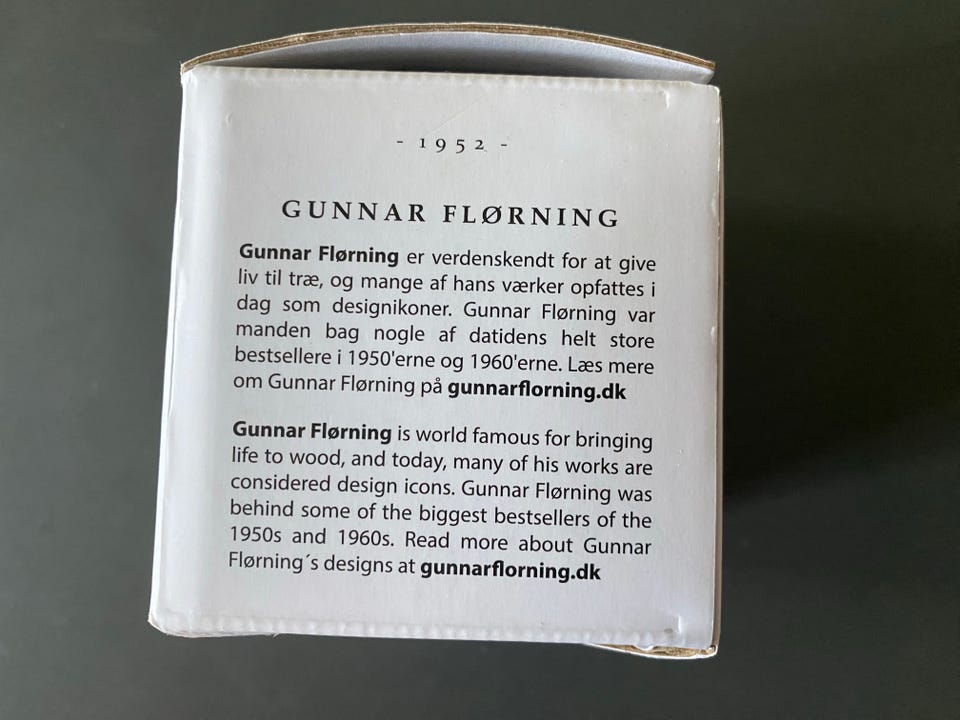 - 1952 -
GUNNAR FLØRNING
Gunnar Flørning er verdenskendt for at give
liv til træ, og mange af hans værker opfattes i
dag som designikoner. Gunnar Flørning var
manden bag nogle af datidens helt store
bestsellere i 1950'erne og 1960'erne. Læs mere
om Gunnar Flørning på gunnarflorning.dk
Gunnar Flørning is world famous for bringing
life to wood, and today, many of his works are
considered design icons. Gunnar Flørning was
behind some of the biggest bestsellers of the
1950s and 1960s. Read more about Gunnar
Flørning´s designs at gunnarflorning.dk